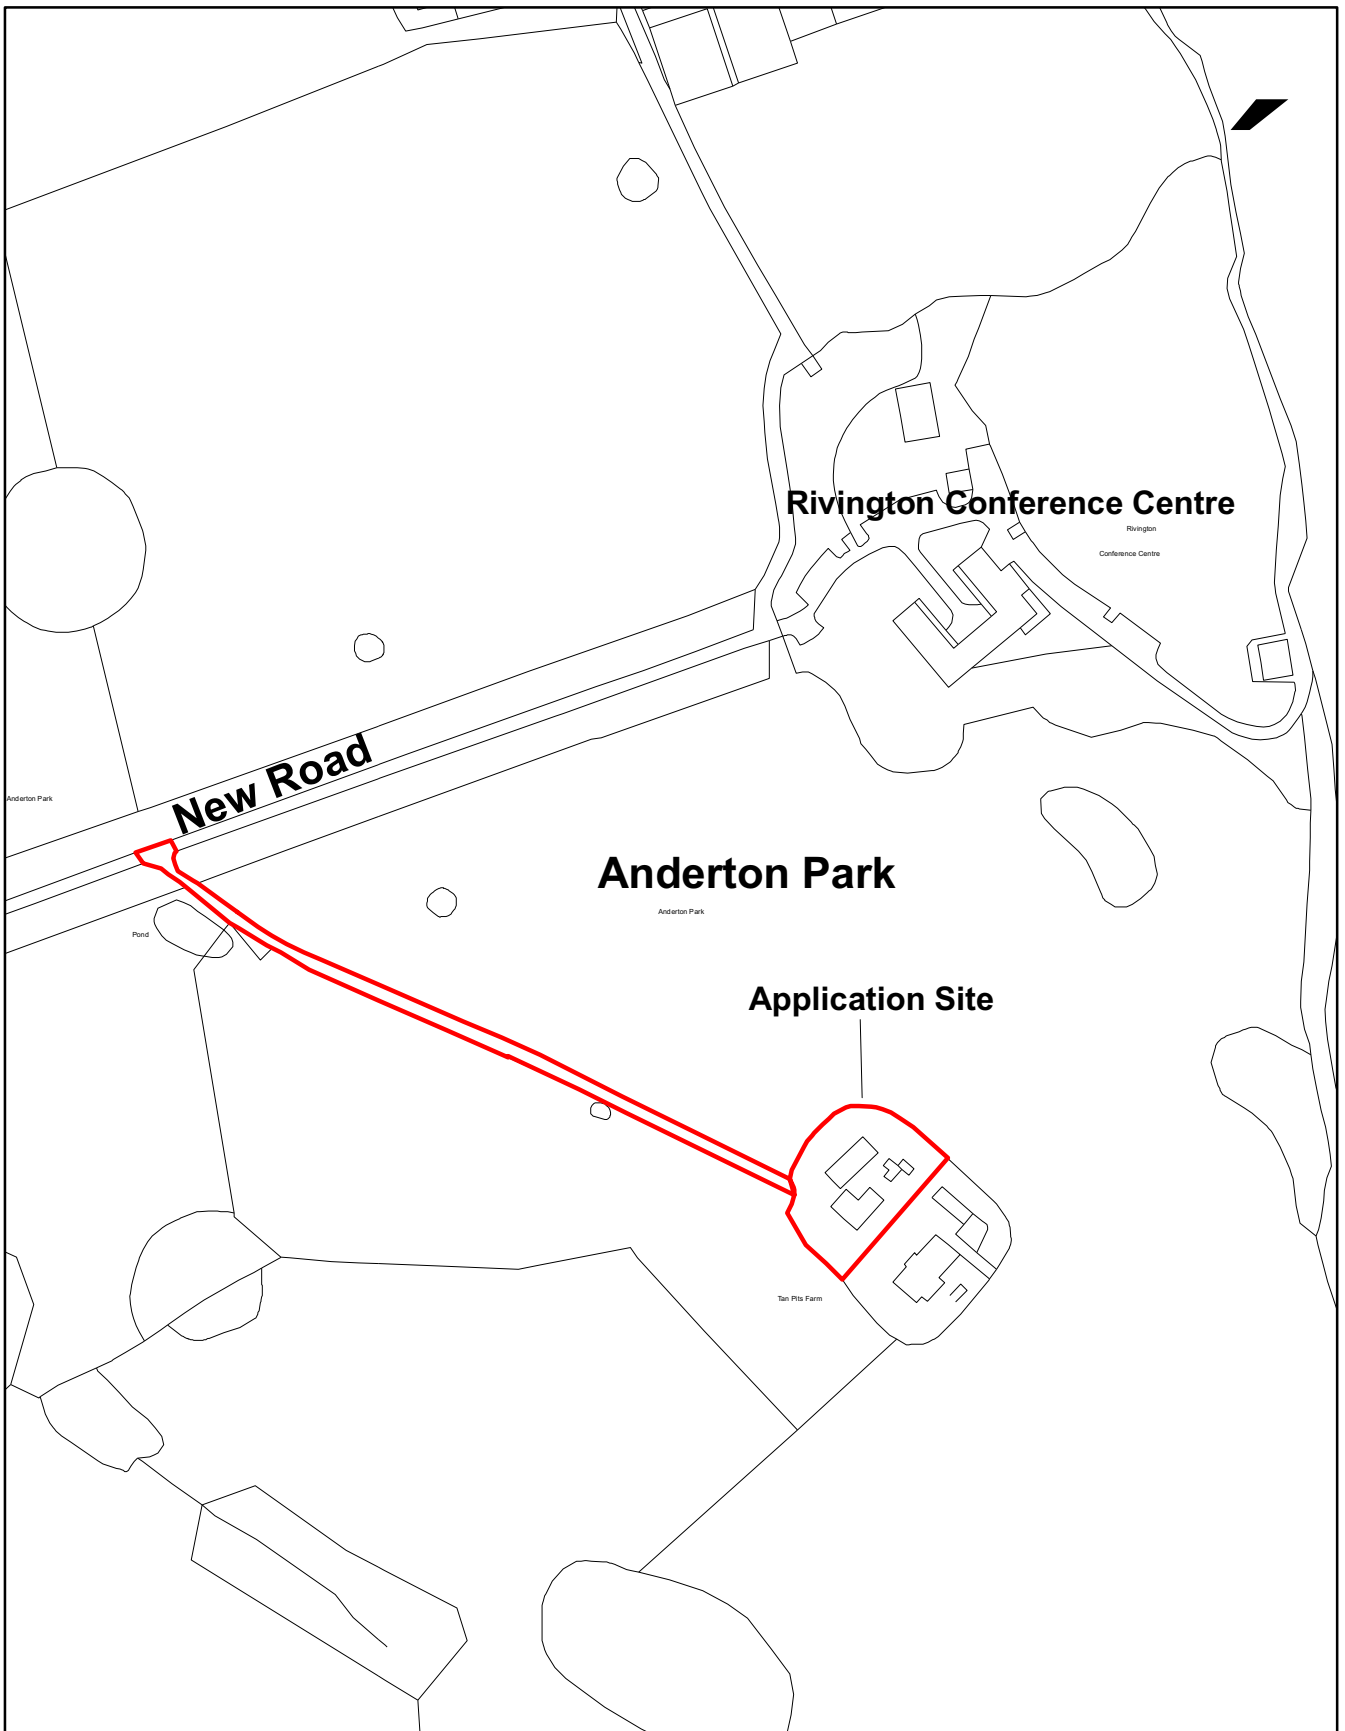 Rivington Conference Centre
Rivington
Conference Centre
New Road
Anderton Park
Anderton Park
Anderton Park
Pond
Application Site
Tan Pits Farm